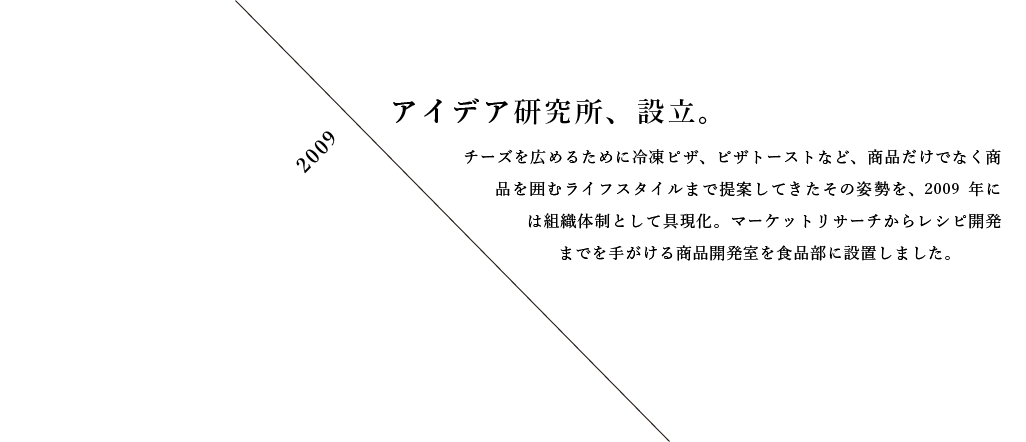 2009
アイデア研究所、設立。
チーズを広めるために冷凍ピザ、ピザトーストなど、商品だけでなく商
品を囲むライフスタイルまで提案してきたその姿勢を、2009 年に
は組織体制として具現化。マーケットリサーチからレシピ開発
までを手がける商品開発室を食品部に設置しました。